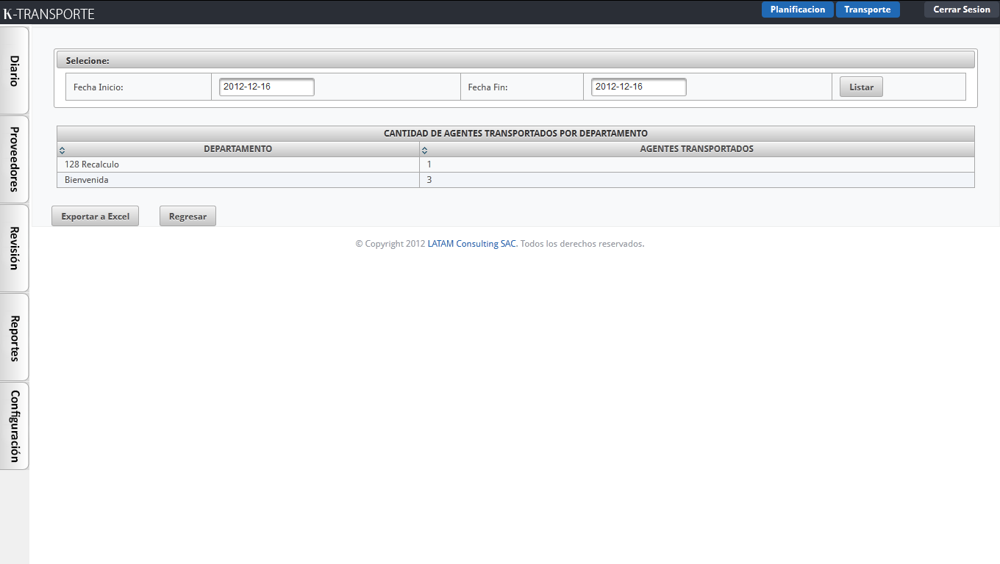 K-TRANSPORTE
Planificacion
Transporte
Cerrar Sesion
Diario
Proveedores
Revisión
Reportes
Configuración
Selecione:
Fecha Inicio: 2012-12-16 Fecha Fin: 2012-12-16 Listar
CANTIDAD DE AGENTES TRANSPORTADOS POR DEPARTAMENTO
DEPARTAMENTO AGENTES TRANSPORTADOS
128 Recalculo 1
Bienvenida 3
Exportar a Excel Regresar
© Copyright 2012 LATAM Consulting SAC. Todos los derechos reservados.